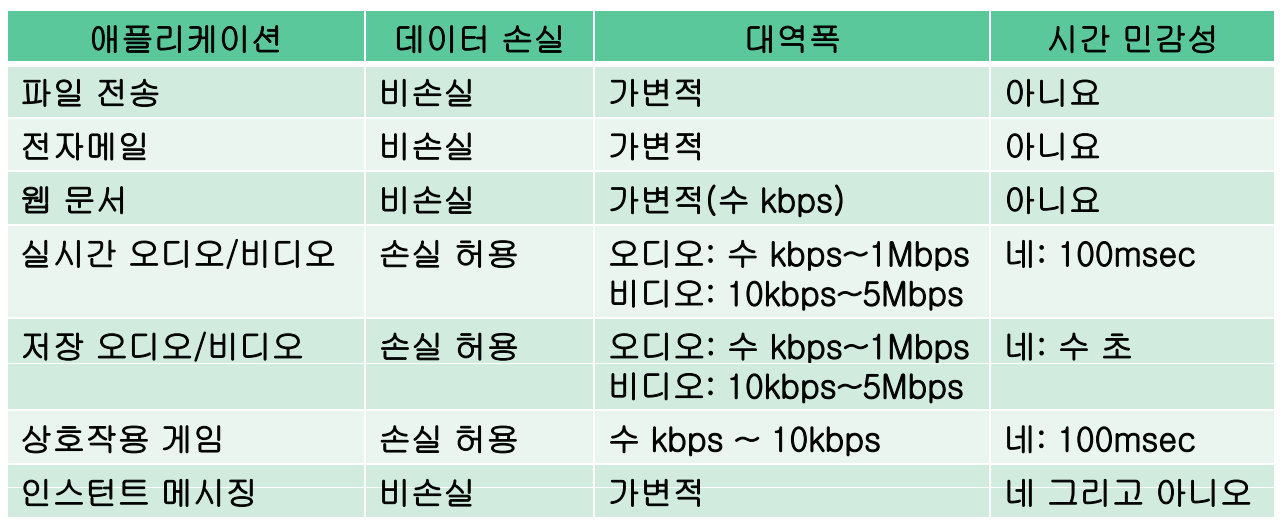 애플리케이션 데이터 손실 대역폭 시간 민감성
파일 전송 비손실 가변적 아니요
전자메일 비손실 가변적 아니요
웹 문서 비손실 가변적(수 kbps) 아니요
실시간 오디오/비디오 손실 허용 오디오: 수 kbps~1Mbps 네: 100msec
비디오: 10kbps~5Mbps
저장 오디오/비디오 손실 허용 오디오: 수 kbps~1Mbps 네: 수 초
비디오: 10kbps~5Mbps
상호작용 게임 손실 허용 수 kbps ~ 10kbps 네: 100msec
인스턴트 메시징 비손실 가변적 네 그리고 아니오